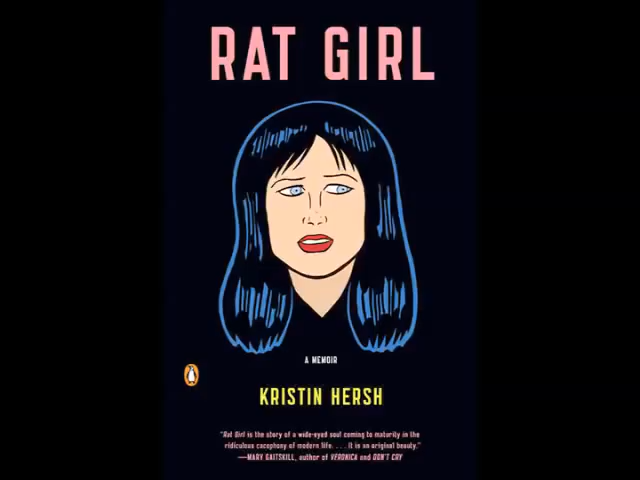 RAT GIRL
A MEMOIR
KRISTIN HERSH
"Rat Girl is the story of a wide-eyed soul coming to maturity in the
ridiculous cacophony of modern life. . . . It is an original beauty."
—MARY GAITSKILL, author of VERONICA and DON'T CRY